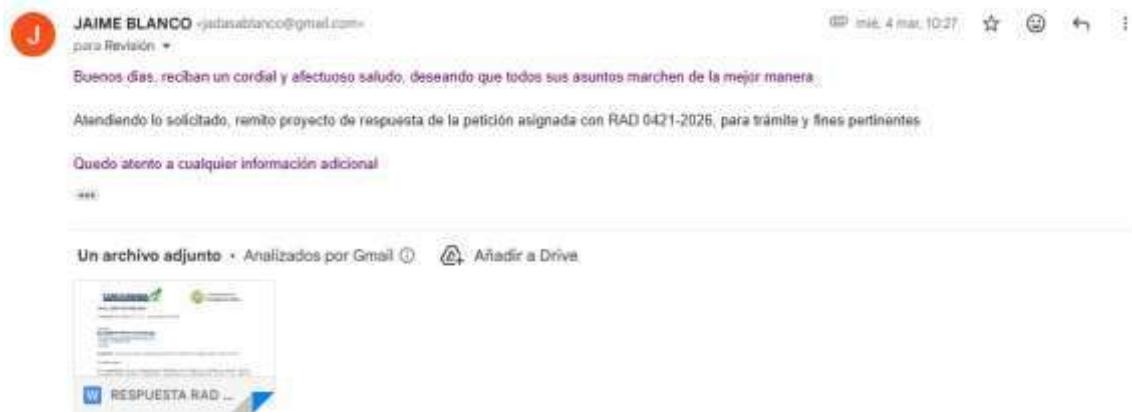 J
JAIME BLANCO <jadasablanco@gmail.com>
mié, 4 mar, 10:27
para Revisión
Buenos días, reciban un cordial y afectuoso saludo, deseando que todos sus asuntos marchen de la mejor manera
Atendiendo lo solicitado, remito proyecto de respuesta de la petición asignada con RAD 0421-2026, para trámite y fines pertinentes
Quedo atento a cualquier información adicional
Un archivo adjunto • Analizados por Gmail
Añadir a Drive
W
RESPUESTA RAD ...